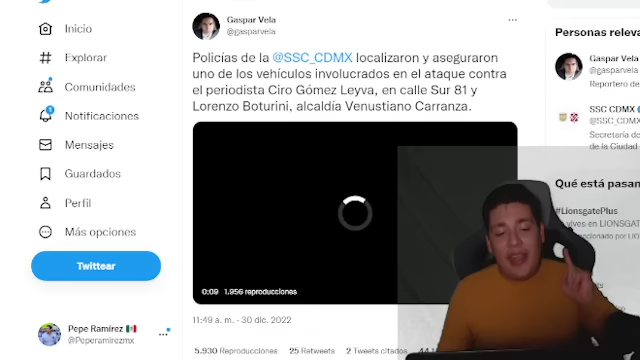 Inicio
Explorar
Comunidades
1
Notificaciones
Mensajes
Guardados
Perfil
Más opciones
Twittear
Pepe Ramírez
@Peperamirezmx
Gaspar Vela
@gasparvela
Policías de la @SSC_CDMX localizaron y aseguraron
uno de los vehículos involucrados en el ataque contra
el periodista Ciro Gómez Leyva, en calle Sur 81 y
Lorenzo Boturini, alcaldía Venustiano Carranza.
0:09 1.956 reproducciones
11:49 a. m. · 30 dic. 2022
5.930 Reproducciones 25 Retweets 2 Tweets citados
Personas releva
Gaspar Vela
@gasparvela
Reportero de
SSC CDMX
@SSC_CDMX
Secretaría de
de la Ciudad
Qué está pasan
#LionsgatePlus